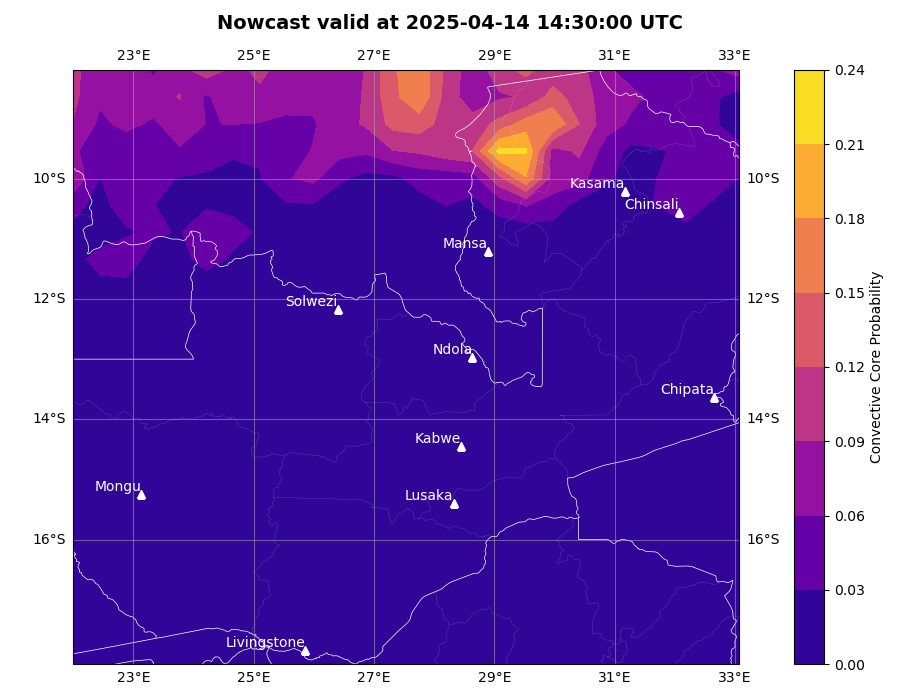 Nowcast valid at 2025-04-14 14:30:00 UTC
23°E 25°E 27°E 29°E 31°E 33°E
0.24
0.21
0.18
0.15
0.12
0.09
0.06
0.03
0.00
Convective Core Probability
10°S 10°S
12°S 12°S
14°S 14°S
16°S 16°S
Kasama
Chinsali
Mansa
Solwezi
Ndola
Chipata
Kabwe
Mongu
Lusaka
Livingstone
23°E 25°E 27°E 29°E 31°E 33°E